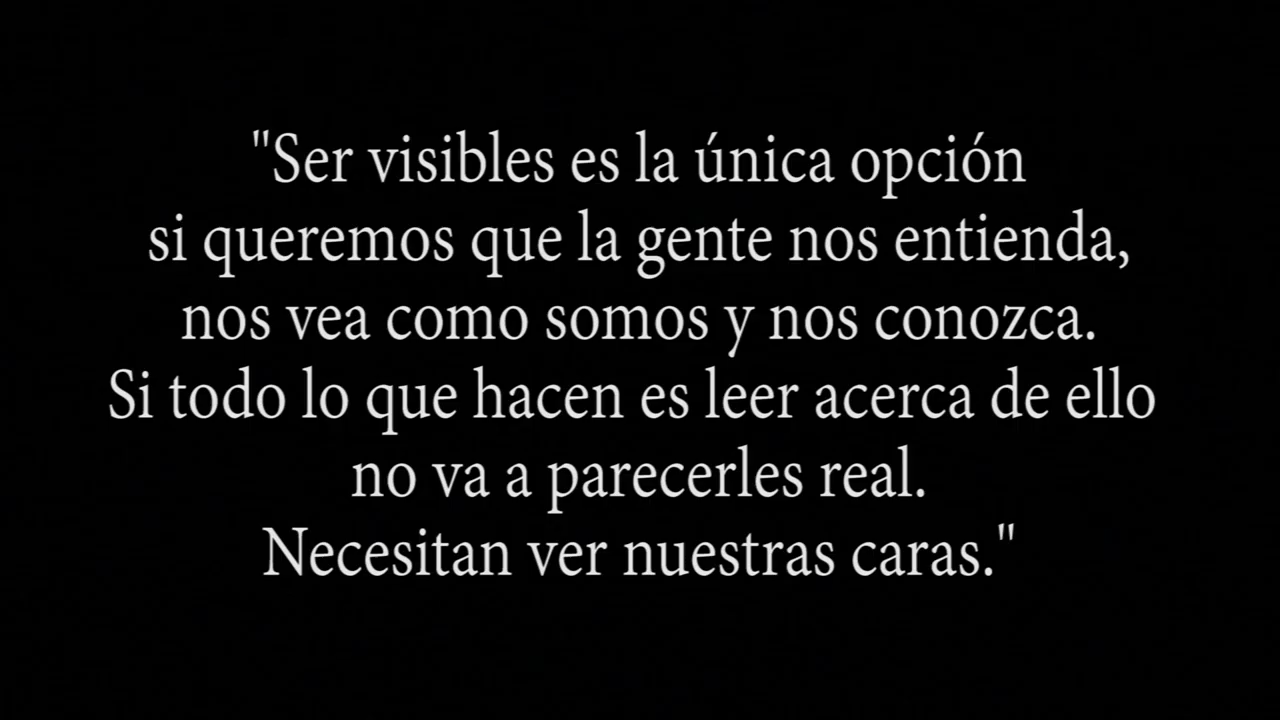 "Ser visibles es la única opción
si queremos que la gente nos entienda,
nos vea como somos y nos conozca.
Si todo lo que hacen es leer acerca de ello
no va a parecerles real.
Necesitan ver nuestras caras."